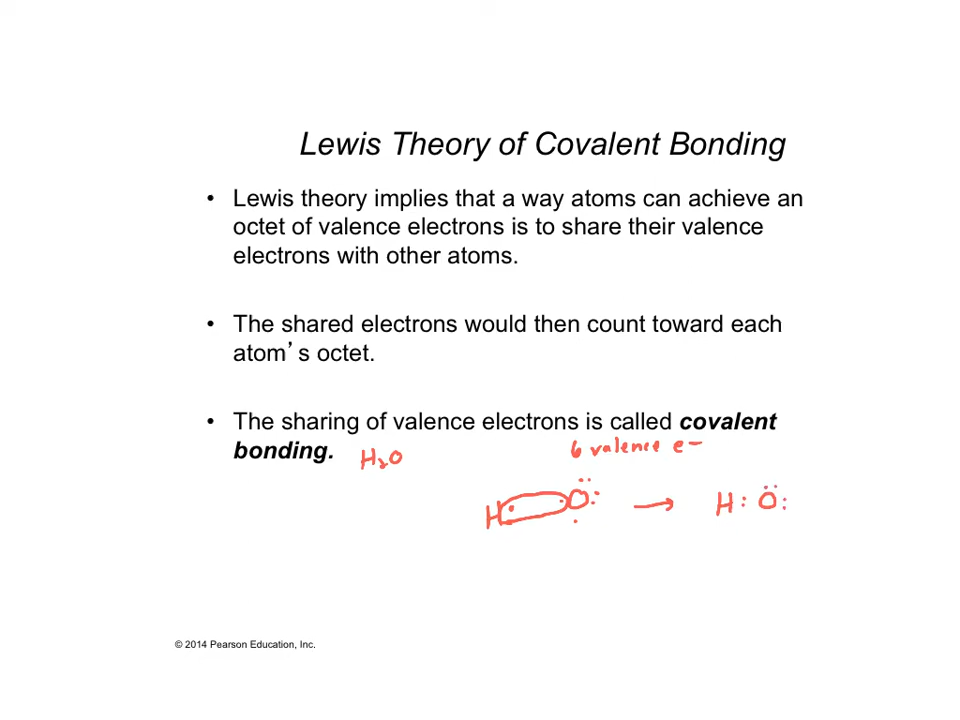 Lewis Theory of Covalent Bonding
• Lewis theory implies that a way atoms can achieve an
octet of valence electrons is to share their valence
electrons with other atoms.
• The shared electrons would then count toward each
atom’s octet.
• The sharing of valence electrons is called covalent
bonding.
H₂O
6 valence e−
H· ·Ö: . → H:Ö:
© 2014 Pearson Education, Inc.